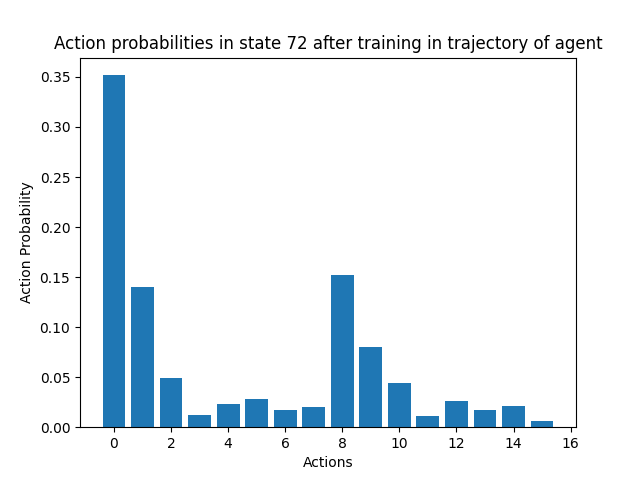 Action probabilities in state 72 after training in trajectory of agent
0.35
0.30
0.25
0.20
0.15
0.10
0.05
0.00
Action Probability
0 2 4 6 8 10 12 14 16
Actions